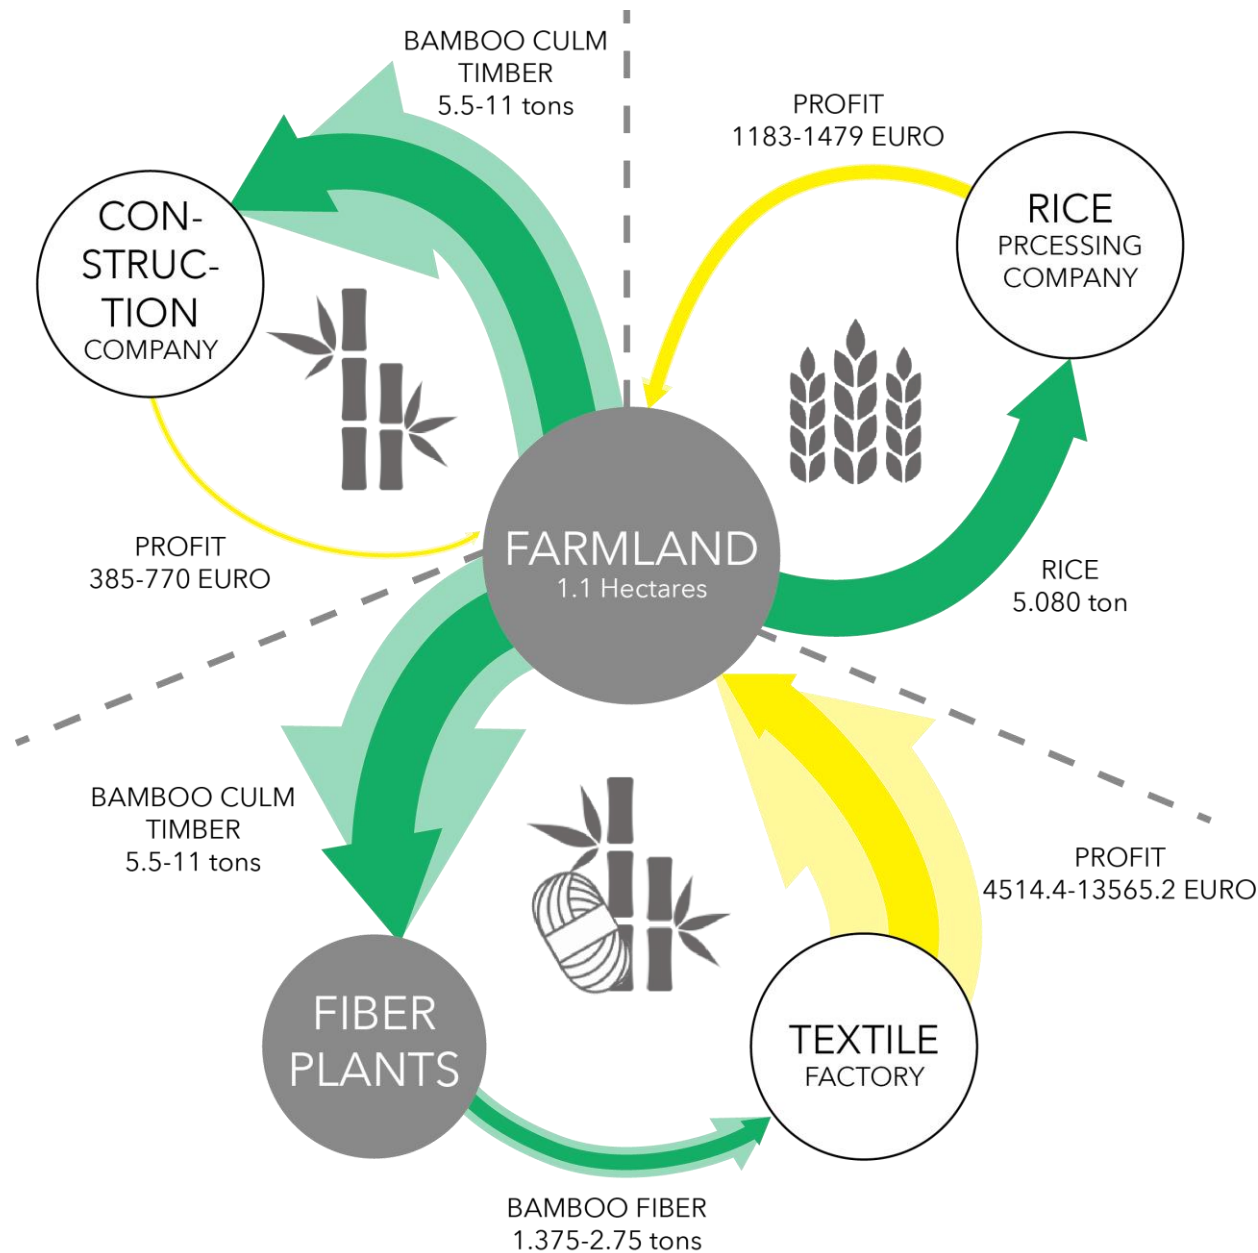 BAMBOO CULM
TIMBER
5.5-11 tons
PROFIT
1183-1479 EURO
CON-
STRUC-
TION
COMPANY
RICE
PRCESSING
COMPANY
PROFIT
385-770 EURO
FARMLAND
1.1 Hectares
RICE
5.080 ton
BAMBOO CULM
TIMBER
5.5-11 tons
PROFIT
4514.4-13565.2 EURO
FIBER
PLANTS
TEXTILE
FACTORY
BAMBOO FIBER
1.375-2.75 tons